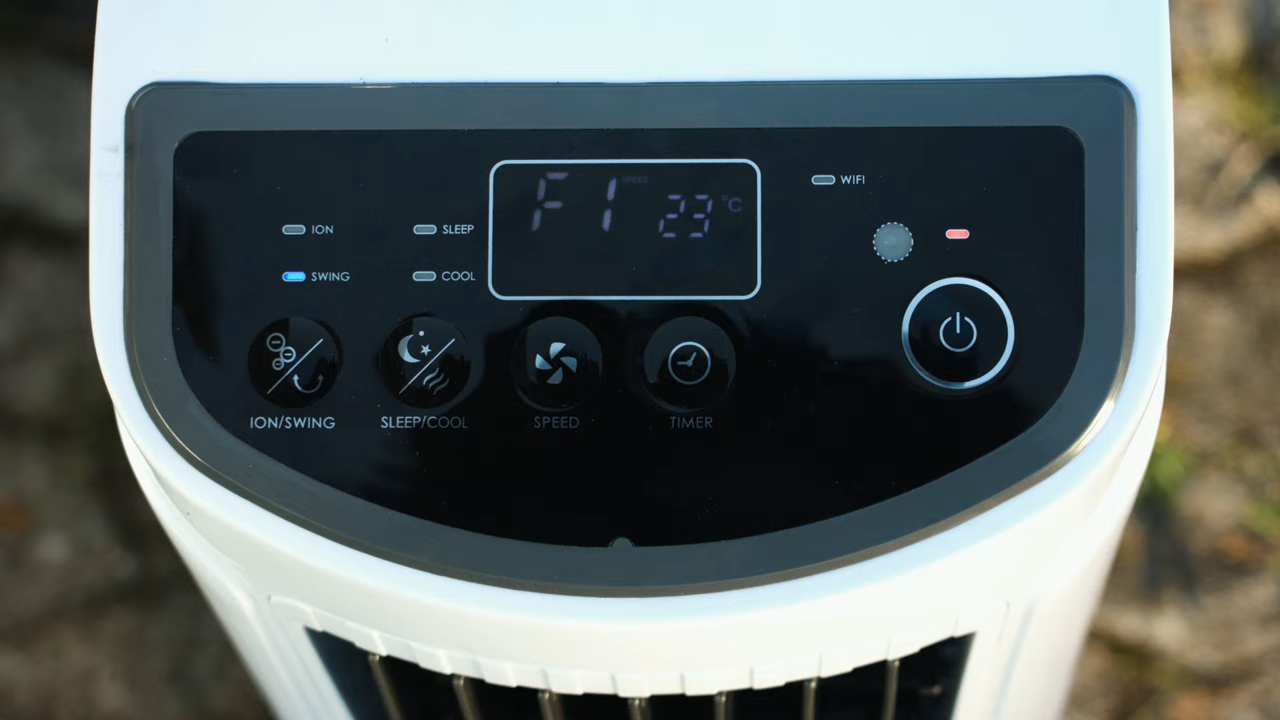 F1 SPEED 23 °C
WIFI
ION
SLEEP
SWING
COOL
ION/SWING
SLEEP/COOL
SPEED
TIMER